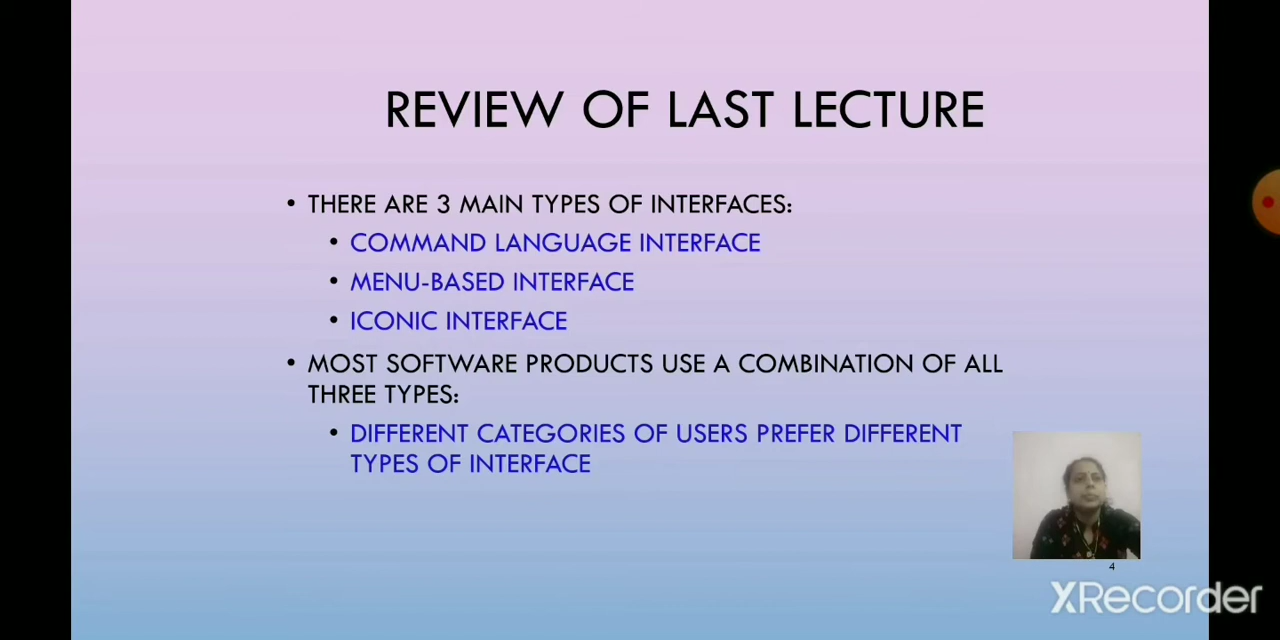 REVIEW OF LAST LECTURE
• THERE ARE 3 MAIN TYPES OF INTERFACES:
• COMMAND LANGUAGE INTERFACE
• MENU-BASED INTERFACE
• ICONIC INTERFACE
• MOST SOFTWARE PRODUCTS USE A COMBINATION OF ALL
THREE TYPES:
• DIFFERENT CATEGORIES OF USERS PREFER DIFFERENT
TYPES OF INTERFACE
4
XRecorder